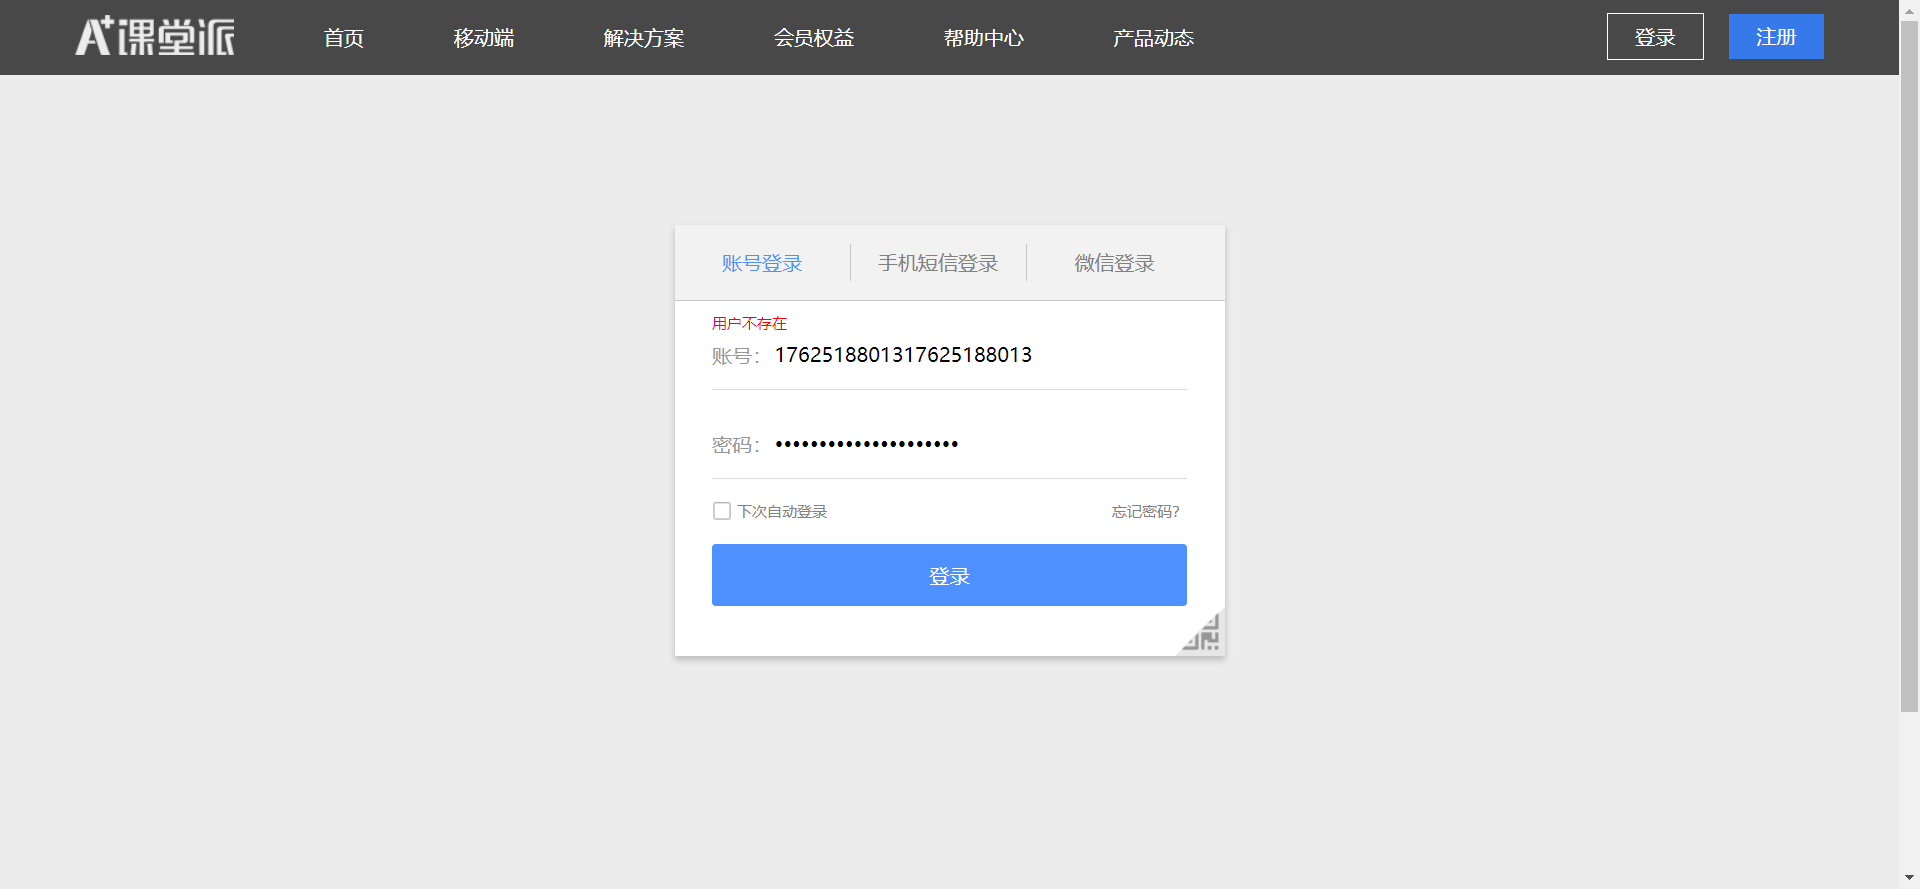 A+课堂派 首页 移动端 解决方案 会员权益 帮助中心 产品动态 登录 注册
账号登录 手机短信登录 微信登录
用户不存在
账号： 1762518801317625188013
密码： •••••••••••••••••••••
下次自动登录 忘记密码?
登录